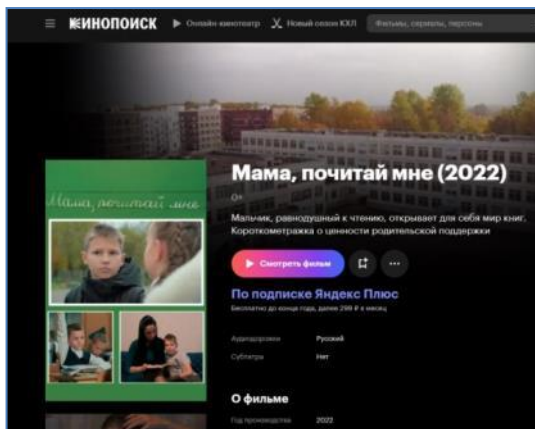 КИНОПОИСК
Онлайн-кинотеатр
Новый сезон КХЛ
Фильмы, сериалы, персоны
Мама, почитай мне
Мама, почитай мне (2022)
0+
Мальчик, равнодушный к чтению, открывает для себя мир книг.
Короткометражка о ценности родительской поддержки
Смотреть фильм
По подписке Яндекс Плюс
Бесплатно до конца года, далее 299 ₽ в месяц
Аудиодорожки Русский
Субтитры Нет
О фильме
Год производства 2022